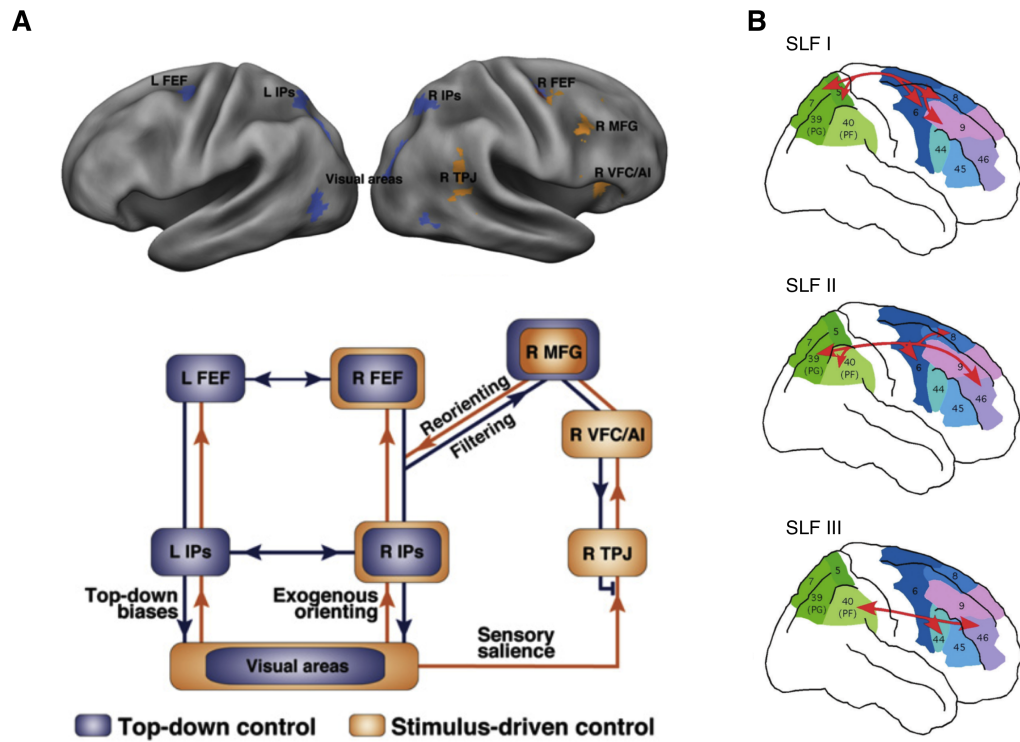 A
L FEF
L IPs
R IPs
R FEF
R MFG
Visual areas
R TPJ
R VFC/AI
L FEF
R FEF
R MFG
Reorienting
Filtering
R VFC/AI
L IPs
R IPs
R TPJ
Top-down
biases
Exogenous
orienting
Sensory
salience
Visual areas
Top-down control
Stimulus-driven control
B
SLF I
7
5
39
(PG)
40
(PF)
6
8
9
44
45
46
SLF II
7
5
39
(PG)
40
(PF)
6
8
9
44
45
46
SLF III
7
5
39
(PG)
40
(PF)
6
8
9
44
45
46